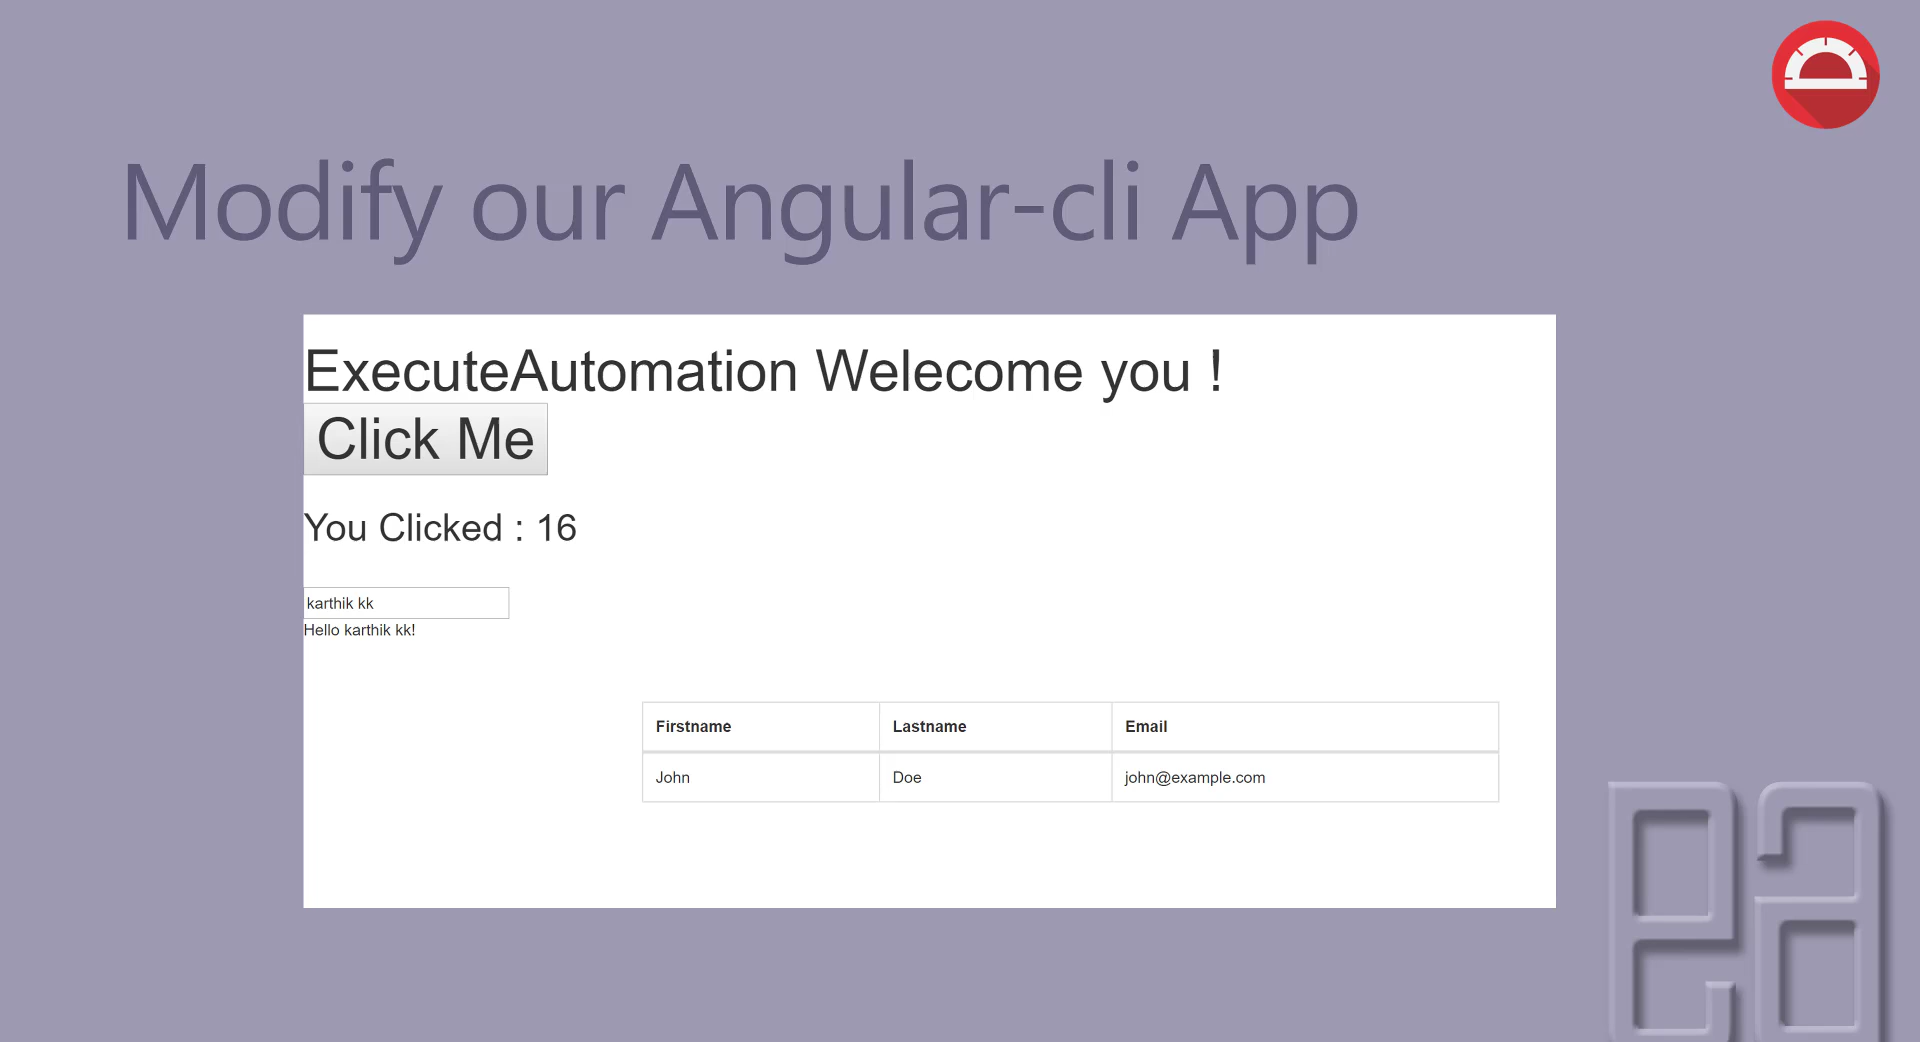 Modify our Angular-cli App
ExecuteAutomation Welecome you !
Click Me
You Clicked : 16
karthik kk
Hello karthik kk!
Firstname Lastname Email
John Doe john@example.com
ea